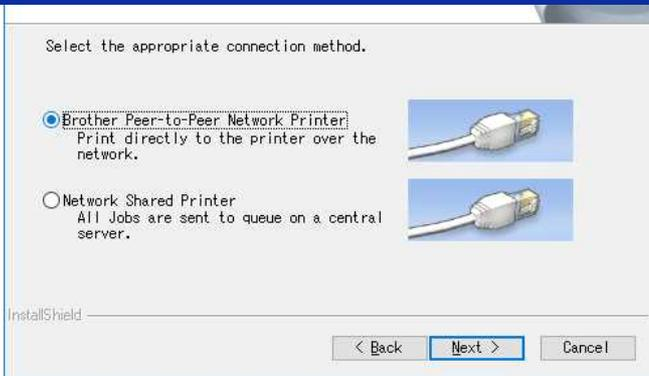 Select the appropriate connection method.
Brother Peer-to-Peer Network Printer
Print directly to the printer over the
network.
Network Shared Printer
All Jobs are sent to queue on a central
server.
InstallShield
< Back Next > Cancel